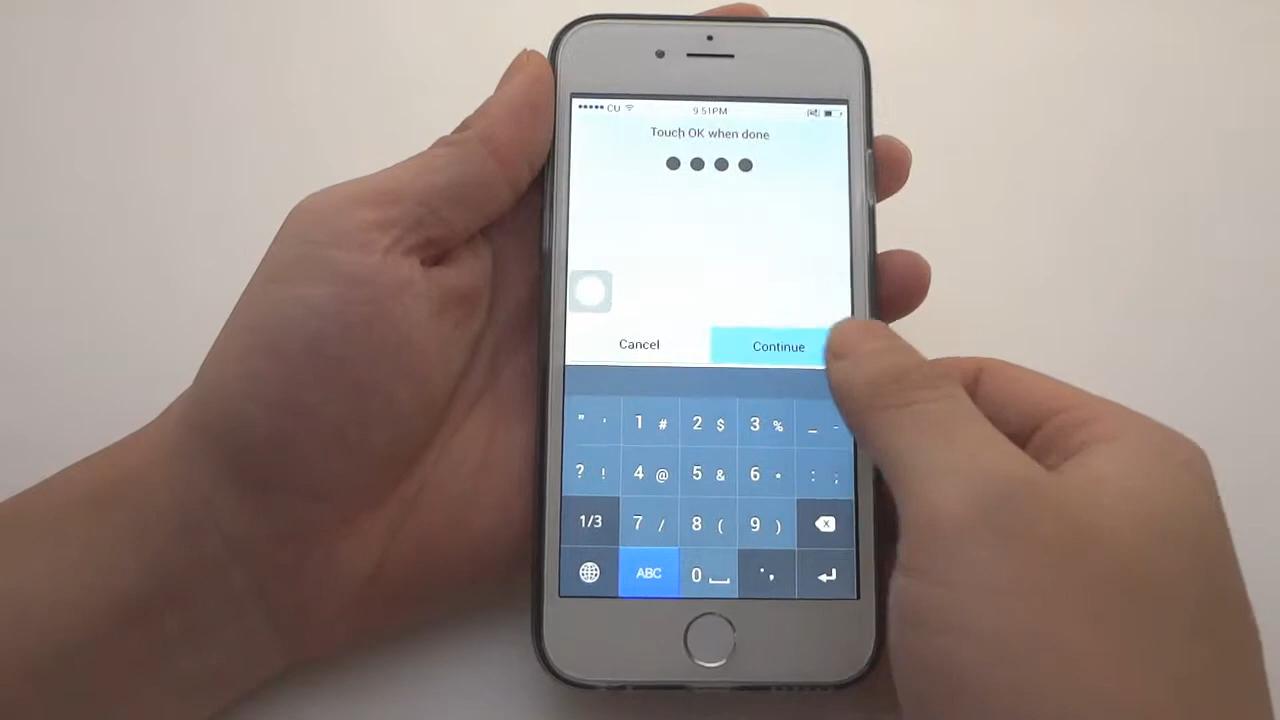 CU 9:51PM
Touch OK when done
Cancel Continue
" ' 1 # 2 $ 3 % _ -
? ! 4 @ 5 & 6 * : ;
1/3 7 / 8 ( 9 )
ABC 0 . ,